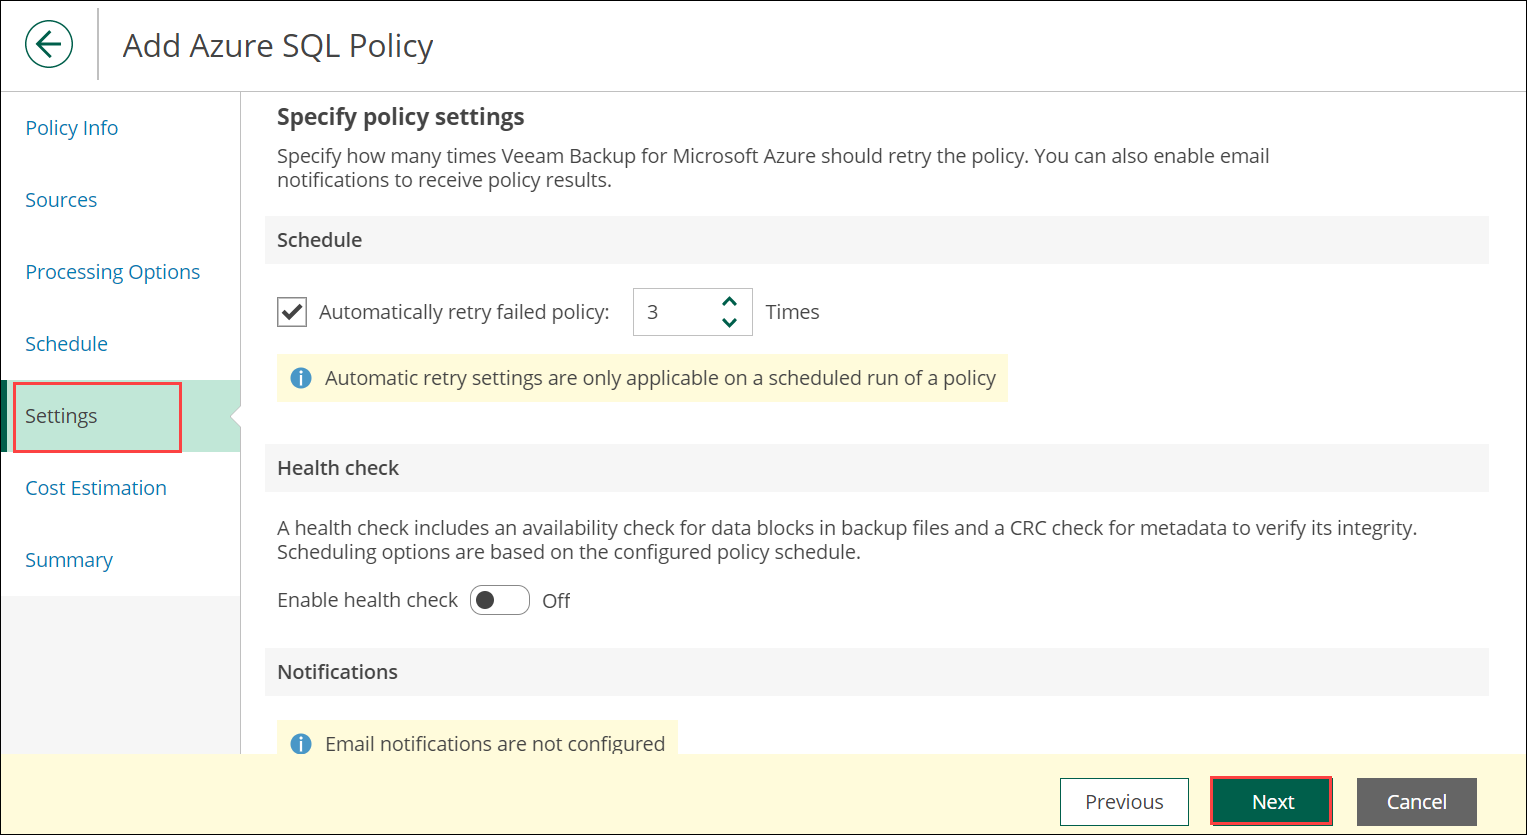 Add Azure SQL Policy
Policy Info
Sources
Processing Options
Schedule
Settings
Cost Estimation
Summary
Specify policy settings
Specify how many times Veeam Backup for Microsoft Azure should retry the policy. You can also enable email
notifications to receive policy results.
Schedule
Automatically retry failed policy: 3 Times
Automatic retry settings are only applicable on a scheduled run of a policy
Health check
A health check includes an availability check for data blocks in backup files and a CRC check for metadata to verify its integrity.
Scheduling options are based on the configured policy schedule.
Enable health check Off
Notifications
Email notifications are not configured
Previous Next Cancel